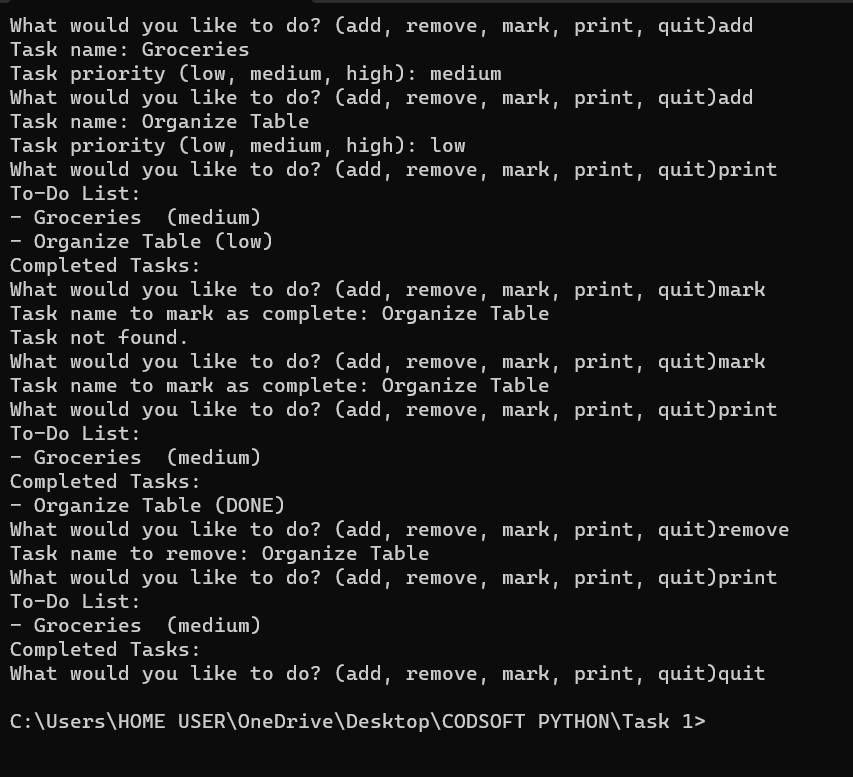 What would you like to do? (add, remove, mark, print, quit)add
Task name: Groceries
Task priority (low, medium, high): medium
What would you like to do? (add, remove, mark, print, quit)add
Task name: Organize Table
Task priority (low, medium, high): low
What would you like to do? (add, remove, mark, print, quit)print
To-Do List:
- Groceries  (medium)
- Organize Table (low)
Completed Tasks:
What would you like to do? (add, remove, mark, print, quit)mark
Task name to mark as complete: Organize Table
Task not found.
What would you like to do? (add, remove, mark, print, quit)mark
Task name to mark as complete: Organize Table
What would you like to do? (add, remove, mark, print, quit)print
To-Do List:
- Groceries  (medium)
Completed Tasks:
- Organize Table (DONE)
What would you like to do? (add, remove, mark, print, quit)remove
Task name to remove: Organize Table
What would you like to do? (add, remove, mark, print, quit)print
To-Do List:
- Groceries  (medium)
Completed Tasks:
What would you like to do? (add, remove, mark, print, quit)quit
C:\Users\HOME USER\OneDrive\Desktop\CODSOFT PYTHON\Task 1>